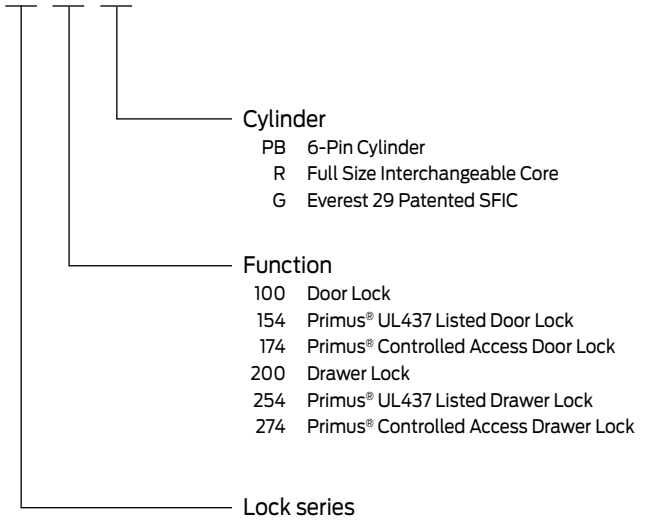 Cylinder
PB 6-Pin Cylinder
R Full Size Interchangeable Core
G Everest 29 Patented SFIC
Function
100 Door Lock
154 Primus® UL437 Listed Door Lock
174 Primus® Controlled Access Door Lock
200 Drawer Lock
254 Primus® UL437 Listed Drawer Lock
274 Primus® Controlled Access Drawer Lock
Lock series